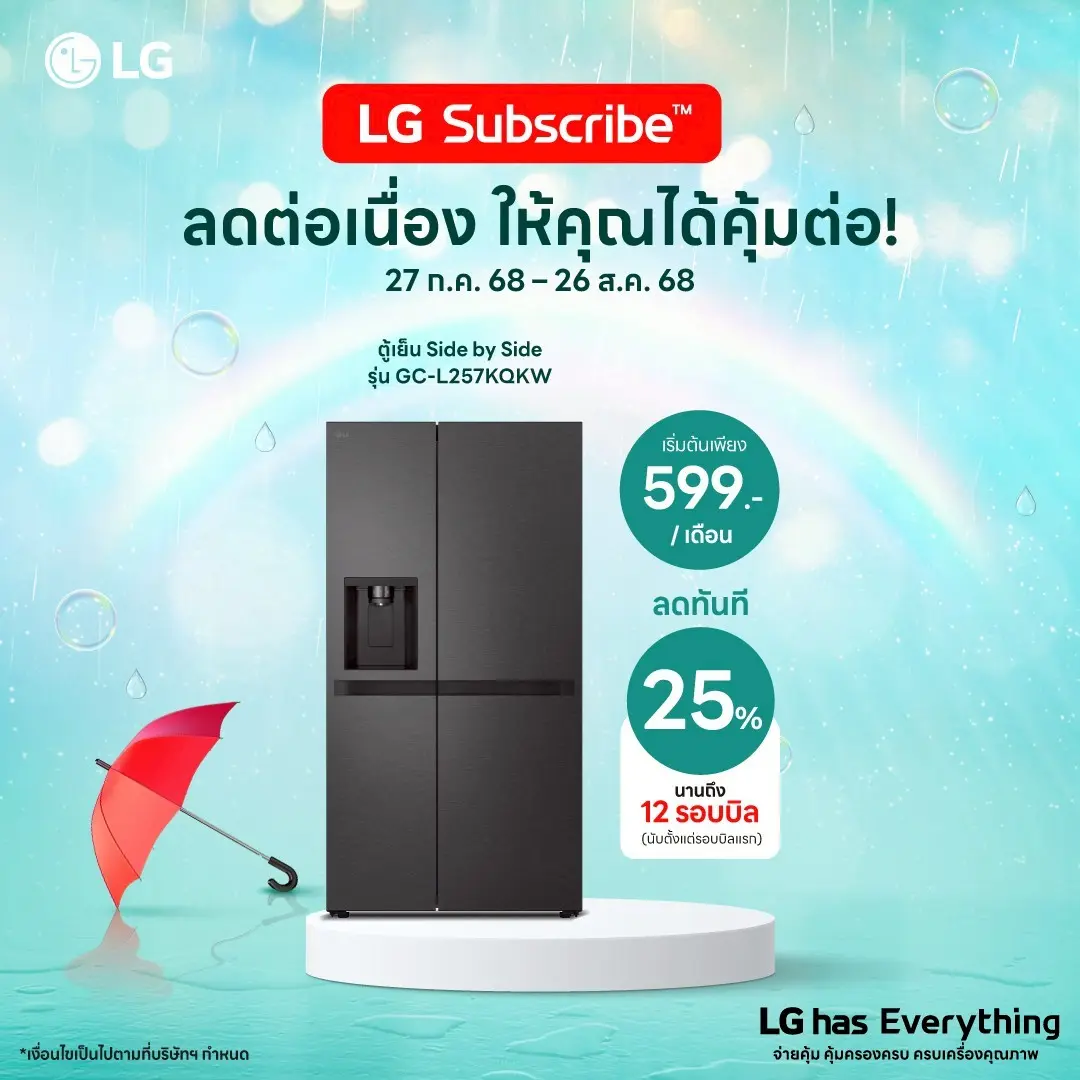 LG
LG Subscribe™
ลดต่อเนื่อง ให้คุณได้คุ้มต่อ!
27 ก.ค. 68 – 26 ส.ค. 68
ตู้เย็น Side by Side
รุ่น GC-L257KQKW
LG
เริ่มต้นเพียง
599.-
/ เดือน
ลดทันที
25%
นานถึง
12 รอบบิล
(นับตั้งแต่รอบบิลแรก)
LG has Everything
จ่ายคุ้ม คุ้มครองครบ ครบเครื่องคุณภาพ
*เงื่อนไขเป็นไปตามที่บริษัทฯ กำหนด